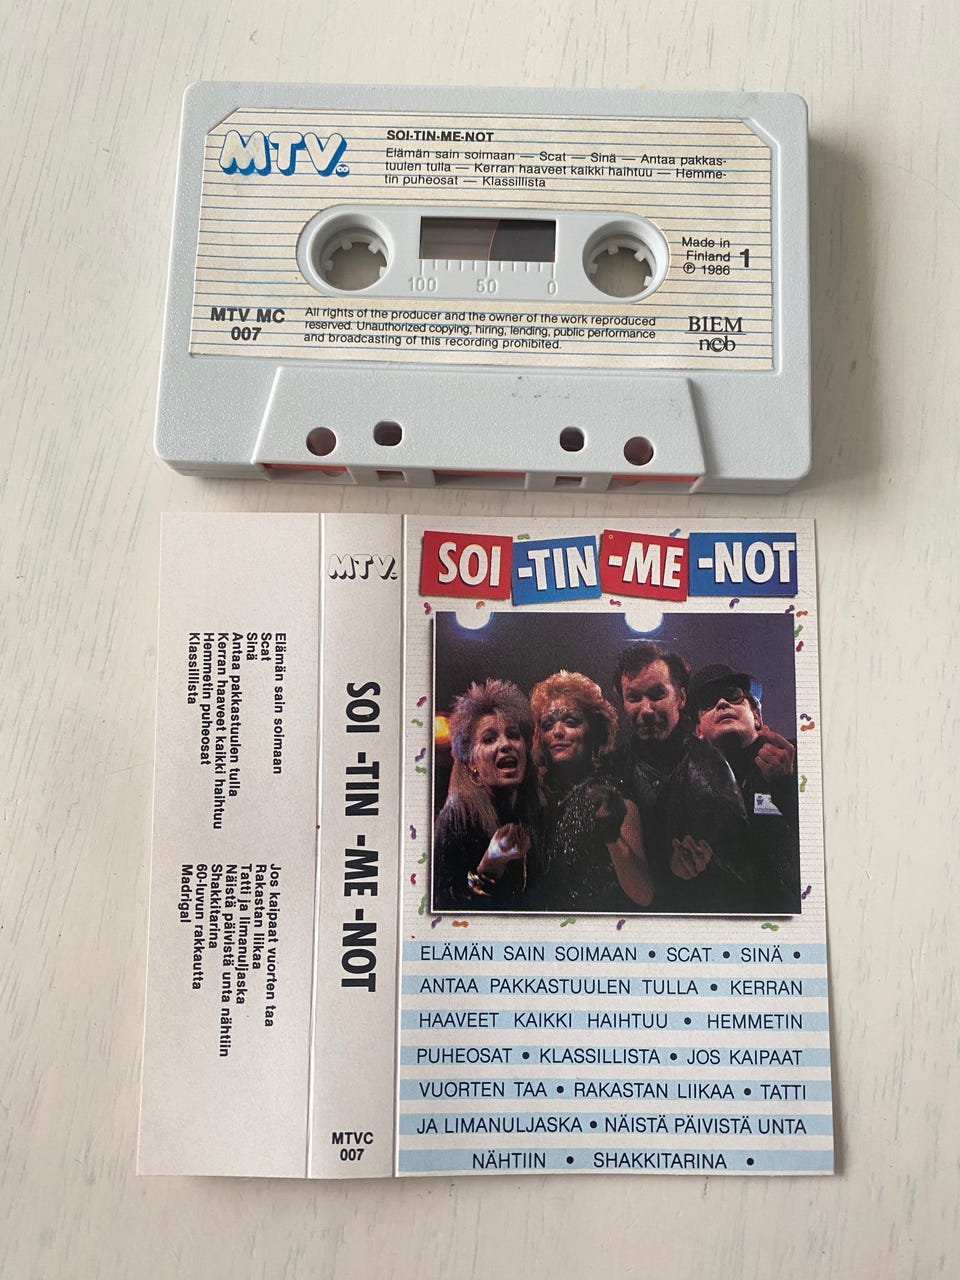 MTV
SOI-TIN-ME-NOT
Elämän sain soimaan — Scat — Sinä — Antaa pakkas-
tuulen tulla — Kerran haaveet kaikki haihtuu — Hemme-
tin puheosat — Klassillista
100 50 0
Made in
Finland 1
℗ 1986
MTV MC
007
All rights of the producer and the owner of the work reproduced
reserved. Unauthorized copying, hiring, lending, public performance
and broadcasting of this recording prohibited.
BIEM
ncb
Elämän sain soimaan
Scat
Sinä
Antaa pakkastuulen tulla
Kerran haaveet kaikki haihtuu
Hemmetin puheosat
Klassillista
Jos kaipaat vuorten taa
Rakastan liikaa
Tatti ja limanuljaska
Näistä päivistä unta nähtiin
Shakkitarina
60-luvun rakkautta
Madrigal
MTV
SOI -TIN -ME -NOT
MTVC
007
SOI -TIN -ME -NOT
ELÄMÄN SAIN SOIMAAN • SCAT • SINÄ •
ANTAA PAKKASTUULEN TULLA • KERRAN
HAAVEET KAIKKI HAIHTUU • HEMMETIN
PUHEOSAT • KLASSILLISTA • JOS KAIPAAT
VUORTEN TAA • RAKASTAN LIIKAA • TATTI
JA LIMANULJASKA • NÄISTÄ PÄIVISTÄ UNTA
NÄHTIIN • SHAKKITARINA •